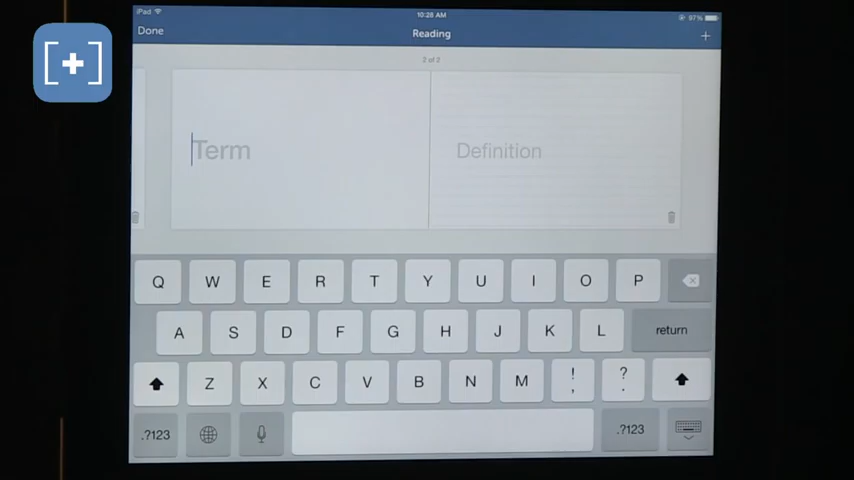 iPad
10:28 AM
97%
Done
Reading
+
2 of 2
Term
Definition
Q W E R T Y U I O P
A S D F G H J K L return
Z X C V B N M ! , ? .
.?123 .?123
[+]